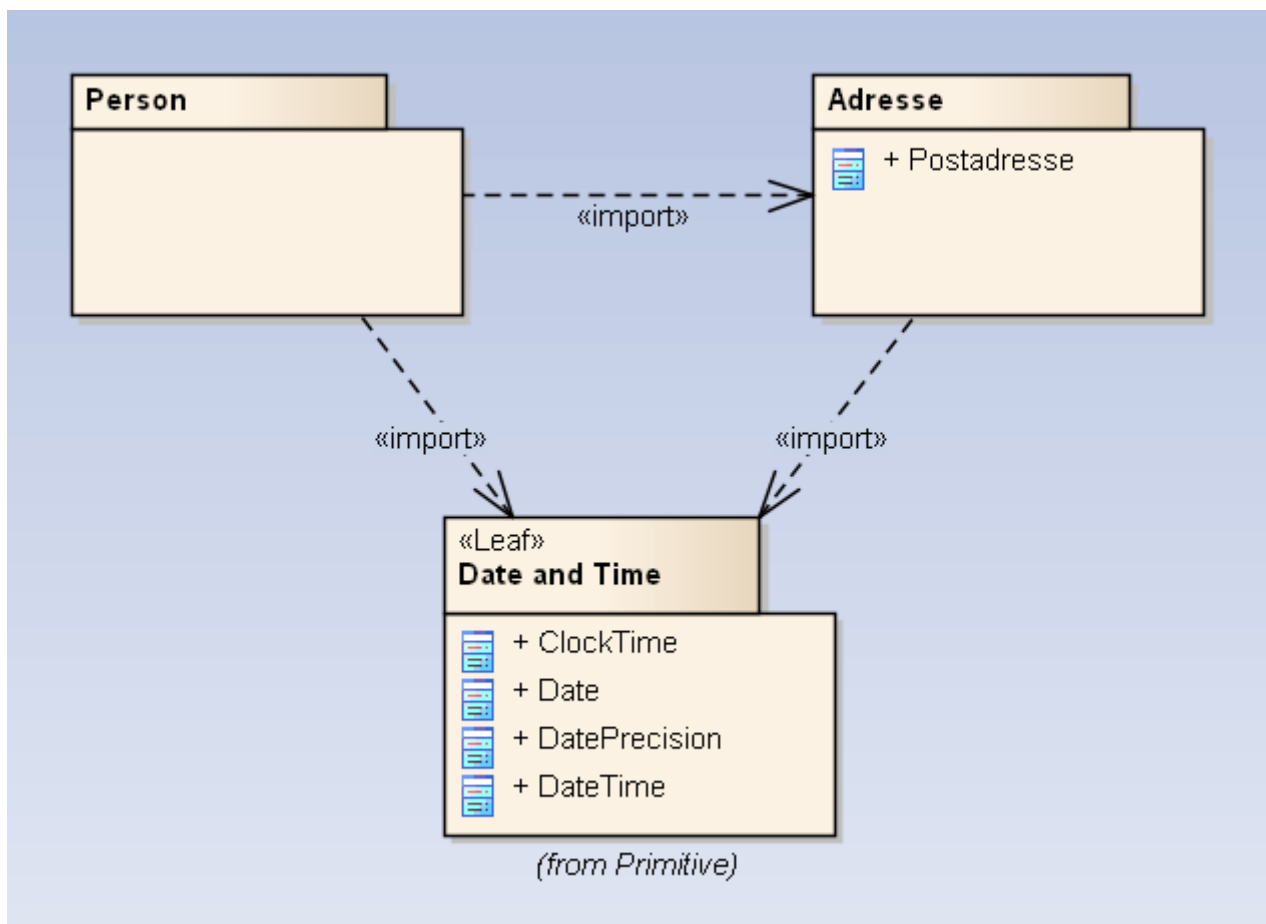 Person
Adresse
+ Postadresse
«import»
«import»
«import»
«Leaf»
Date and Time
+ ClockTime
+ Date
+ DatePrecision
+ DateTime
(from Primitive)